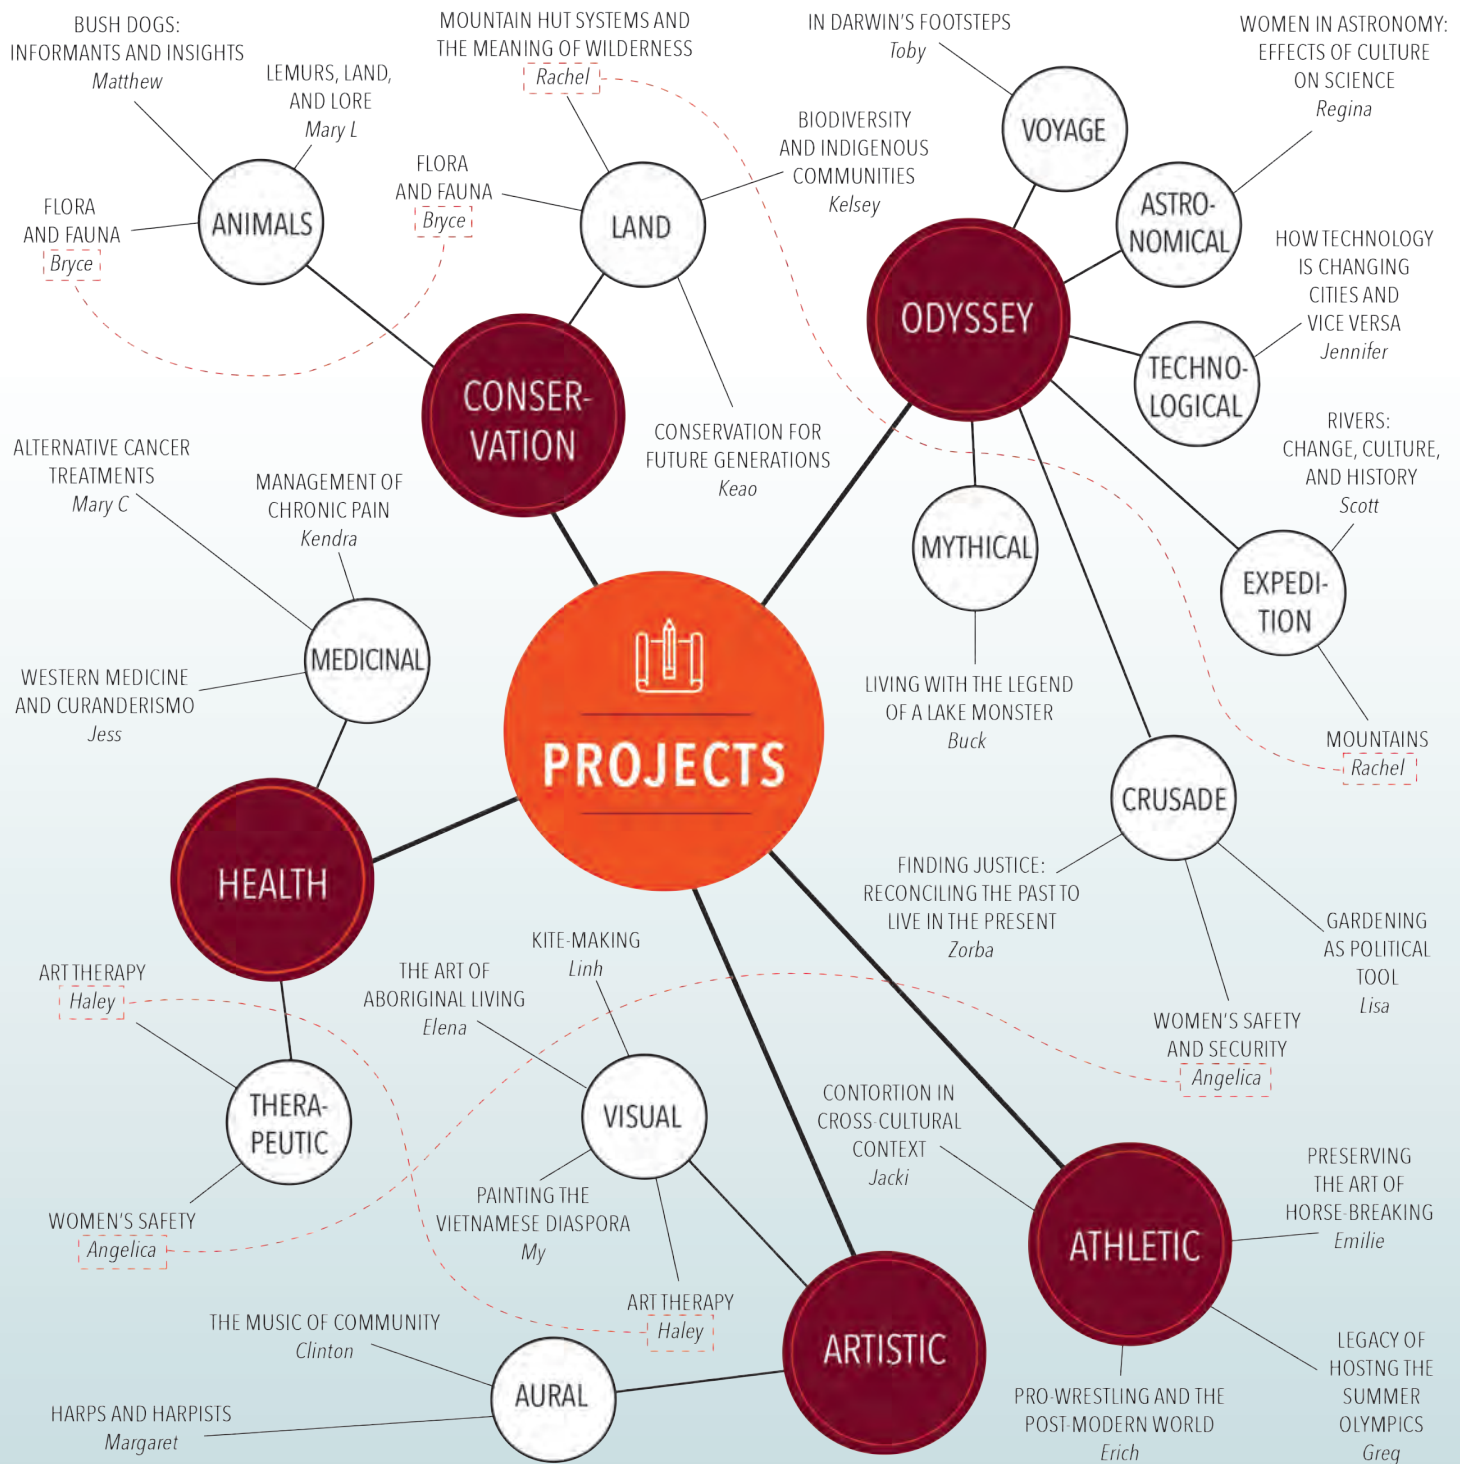 BUSH DOGS:
INFORMANTS AND INSIGHTS
Matthew
LEMURS, LAND,
AND LORE
Mary L
FLORA
AND FAUNA
Bryce
ANIMALS
MOUNTAIN HUT SYSTEMS AND
THE MEANING OF WILDERNESS
Rachel
FLORA
AND FAUNA
Bryce
LAND
BIODIVERSITY
AND INDIGENOUS
COMMUNITIES
Kelsey
CONSERVATION FOR
FUTURE GENERATIONS
Keao
CONSER-
VATION
IN DARWIN'S FOOTSTEPS
Toby
VOYAGE
WOMEN IN ASTRONOMY:
EFFECTS OF CULTURE
ON SCIENCE
Regina
ASTRO-
NOMICAL
HOW TECHNOLOGY
IS CHANGING
CITIES AND
VICE VERSA
Jennifer
TECHNO-
LOGICAL
ODYSSEY
RIVERS:
CHANGE, CULTURE,
AND HISTORY
Scott
EXPEDI-
TION
MOUNTAINS
Rachel
MYTHICAL
LIVING WITH THE LEGEND
OF A LAKE MONSTER
Buck
CRUSADE
FINDING JUSTICE:
RECONCILING THE PAST TO
LIVE IN THE PRESENT
Zorba
GARDENING
AS POLITICAL
TOOL
Lisa
WOMEN'S SAFETY
AND SECURITY
Angelica
ALTERNATIVE CANCER
TREATMENTS
Mary C
MANAGEMENT OF
CHRONIC PAIN
Kendra
MEDICINAL
WESTERN MEDICINE
AND CURANDERISMO
Jess
PROJECTS
HEALTH
ART THERAPY
Haley
THERA-
PEUTIC
WOMEN'S SAFETY
Angelica
KITE-MAKING
Linh
THE ART OF
ABORIGINAL LIVING
Elena
VISUAL
PAINTING THE
VIETNAMESE DIASPORA
My
ART THERAPY
Haley
THE MUSIC OF COMMUNITY
Clinton
AURAL
HARPS AND HARPISTS
Margaret
ARTISTIC
CONTORTION IN
CROSS-CULTURAL
CONTEXT
Jacki
ATHLETIC
PRESERVING
THE ART OF
HORSE-BREAKING
Emilie
PRO-WRESTLING AND THE
POST-MODERN WORLD
Erich
LEGACY OF
HOSTNG THE
SUMMER
OLYMPICS
Greg